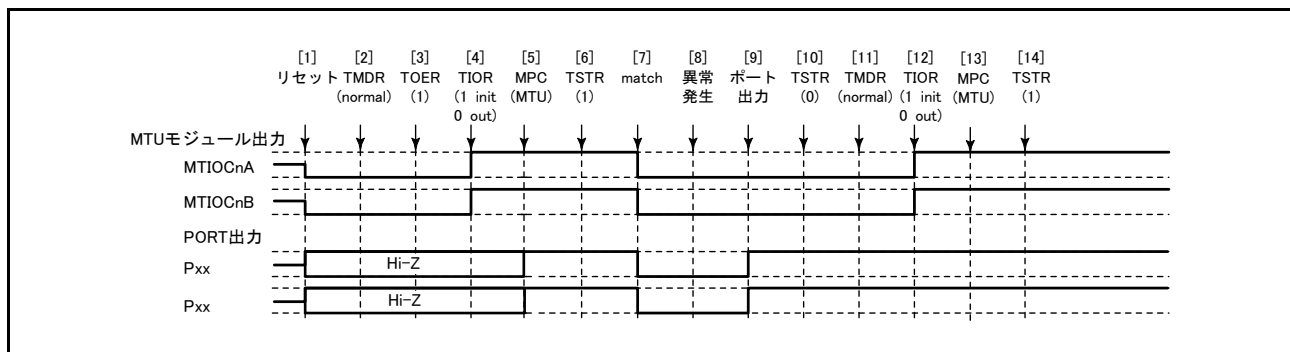 [1] [2] [3] [4] [5] [6] [7] [8] [9] [10] [11] [12] [13] [14]
リセット TMDR TOER TIOR MPC TSTR match 異常 ポート TSTR TMDR TIOR MPC TSTR
(normal) (1) (1 init (MTU) (1) 発生 出力 (0) (normal) (1 init (MTU) (1)
0 out) 0 out)
MTUモジュール出力
MTIOCnA
MTIOCnB
PORT出力
Pxx Hi-Z
Pxx Hi-Z